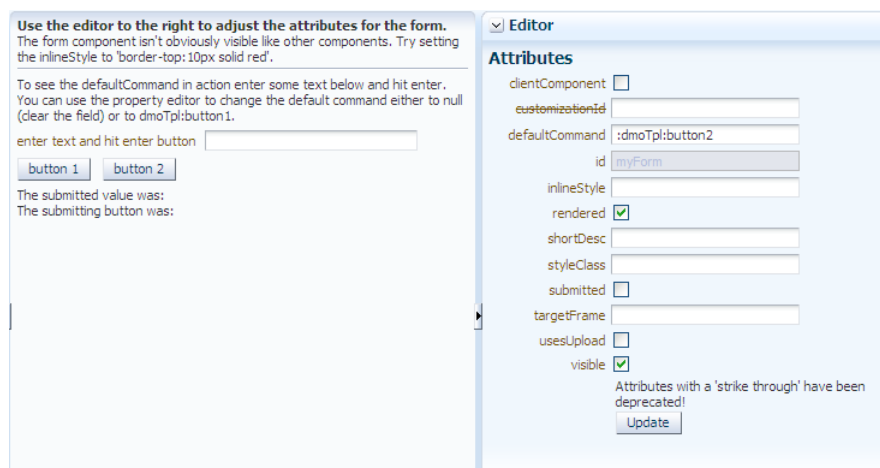 Use the editor to the right to adjust the attributes for the form.
The form component isn't obviously visible like other components. Try setting
the inlineStyle to 'border-top:10px solid red'.
To see the defaultCommand in action enter some text below and hit enter.
You can use the property editor to change the default command either to null
(clear the field) or to dmoTpl:button1.
enter text and hit enter button
button 1 button 2
The submitted value was:
The submitting button was:
Editor
Attributes
clientComponent
customizationId
defaultCommand :dmoTpl:button2
id myForm
inlineStyle
rendered
shortDesc
styleClass
submitted
targetFrame
usesUpload
visible
Attributes with a 'strike through' have been
deprecated!
Update